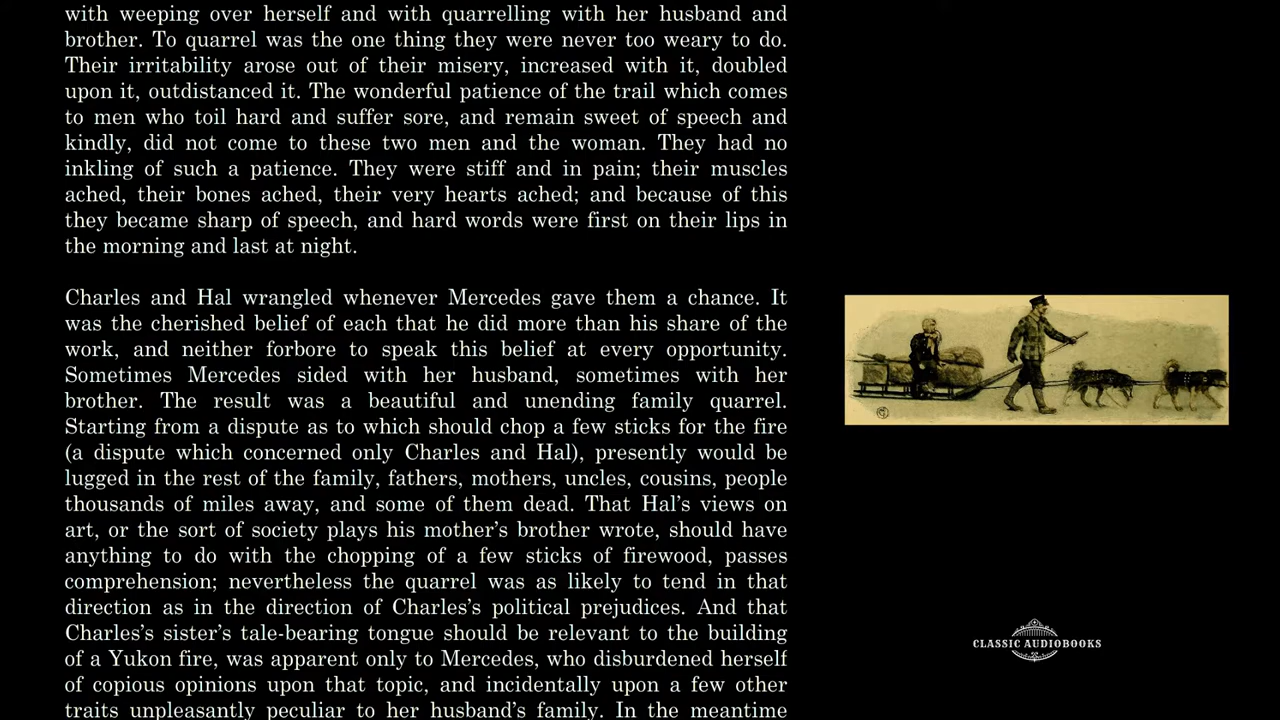 with weeping over herself and with quarrelling with her husband and
brother. To quarrel was the one thing they were never too weary to do.
Their irritability arose out of their misery, increased with it, doubled
upon it, outdistanced it. The wonderful patience of the trail which comes
to men who toil hard and suffer sore, and remain sweet of speech and
kindly, did not come to these two men and the woman. They had no
inkling of such a patience. They were stiff and in pain; their muscles
ached, their bones ached, their very hearts ached; and because of this
they became sharp of speech, and hard words were first on their lips in
the morning and last at night.
Charles and Hal wrangled whenever Mercedes gave them a chance. It
was the cherished belief of each that he did more than his share of the
work, and neither forbore to speak this belief at every opportunity.
Sometimes Mercedes sided with her husband, sometimes with her
brother. The result was a beautiful and unending family quarrel.
Starting from a dispute as to which should chop a few sticks for the fire
(a dispute which concerned only Charles and Hal), presently would be
lugged in the rest of the family, fathers, mothers, uncles, cousins, people
thousands of miles away, and some of them dead. That Hal’s views on
art, or the sort of society plays his mother’s brother wrote, should have
anything to do with the chopping of a few sticks of firewood, passes
comprehension; nevertheless the quarrel was as likely to tend in that
direction as in the direction of Charles’s political prejudices. And that
Charles’s sister’s tale-bearing tongue should be relevant to the building
of a Yukon fire, was apparent only to Mercedes, who disburdened herself
of copious opinions upon that topic, and incidentally upon a few other
traits unpleasantly peculiar to her husband’s family. In the meantime
CLASSIC AUDIOBOOKS